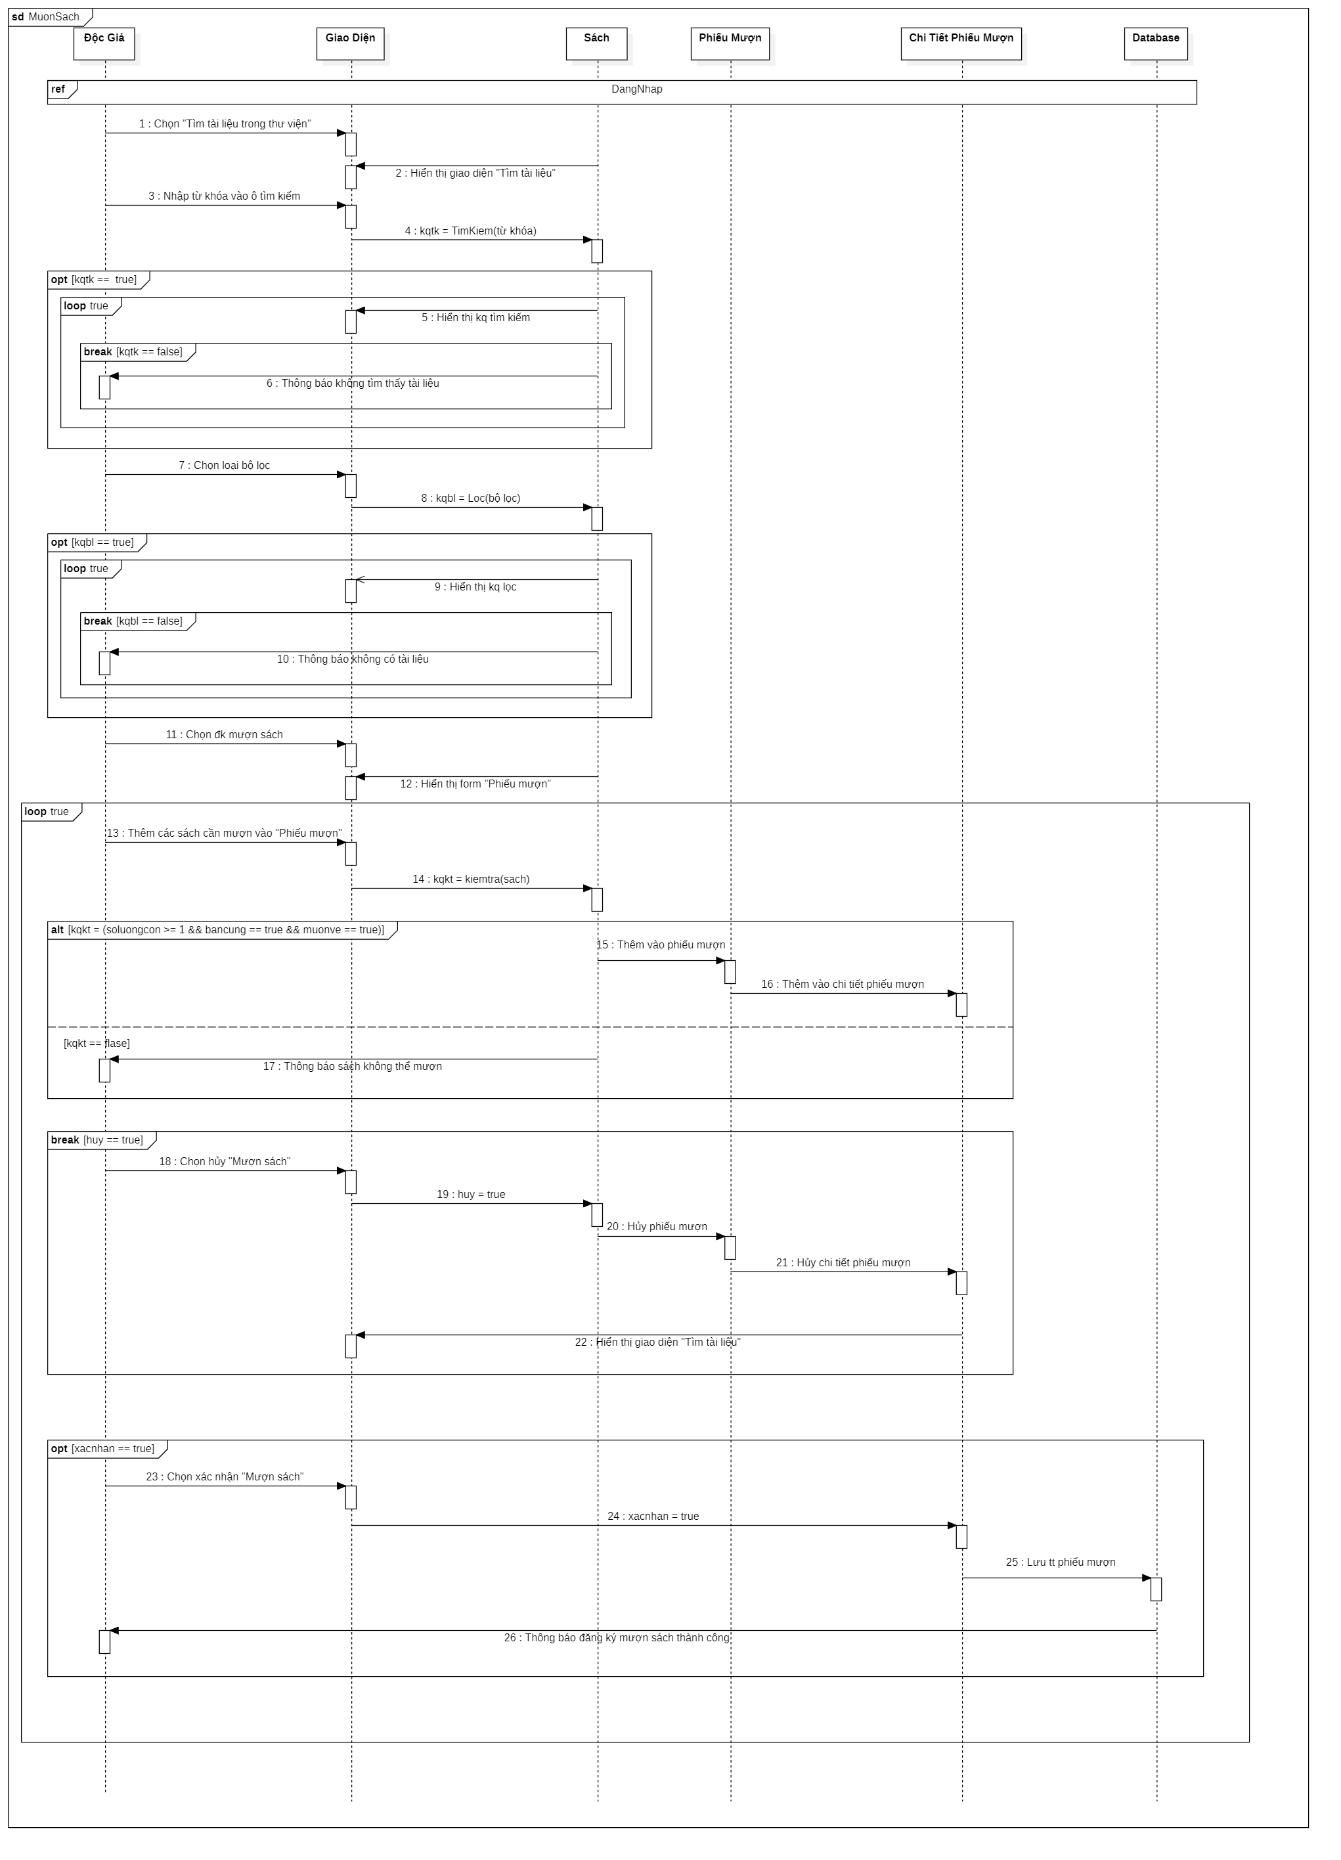 sd MuonSach
Độc Giả
Giao Diện
Sách
Phiếu Mượn
Chi Tiết Phiếu Mượn
Database
ref
DangNhap
1 : Chọn "Tìm tài liệu trong thư viện"
2 : Hiển thị giao diện "Tìm tài liệu"
3 : Nhập từ khóa vào ô tìm kiếm
4 : kqtk = TimKiem(từ khóa)
opt [kqtk == true]
loop true
5 : Hiển thị kq tìm kiếm
break [kqtk == false]
6 : Thông báo không tìm thấy tài liệu
7 : Chọn loại bộ lọc
8 : kqbl = Loc(bộ lọc)
opt [kqbl == true]
loop true
9 : Hiển thị kq lọc
break [kqbl == false]
10 : Thông báo không có tài liệu
11 : Chọn đk mượn sách
12 : Hiển thị form "Phiếu mượn"
loop true
13 : Thêm các sách cần mượn vào "Phiếu mượn"
14 : kqkt = kiemtra(sach)
alt [kqkt = (soluongcon >= 1 && bancung == true && muonve == true)]
15 : Thêm vào phiếu mượn
16 : Thêm vào chi tiết phiếu mượn
[kqkt == flase]
17 : Thông báo sách không thể mượn
break [huy == true]
18 : Chọn hủy "Mượn sách"
19 : huy = true
20 : Hủy phiếu mượn
21 : Hủy chi tiết phiếu mượn
22 : Hiển thị giao diện "Tìm tài liệu"
opt [xacnhan == true]
23 : Chọn xác nhận "Mượn sách"
24 : xacnhan = true
25 : Lưu tt phiếu mượn
26 : Thông báo đăng ký mượn sách thành công